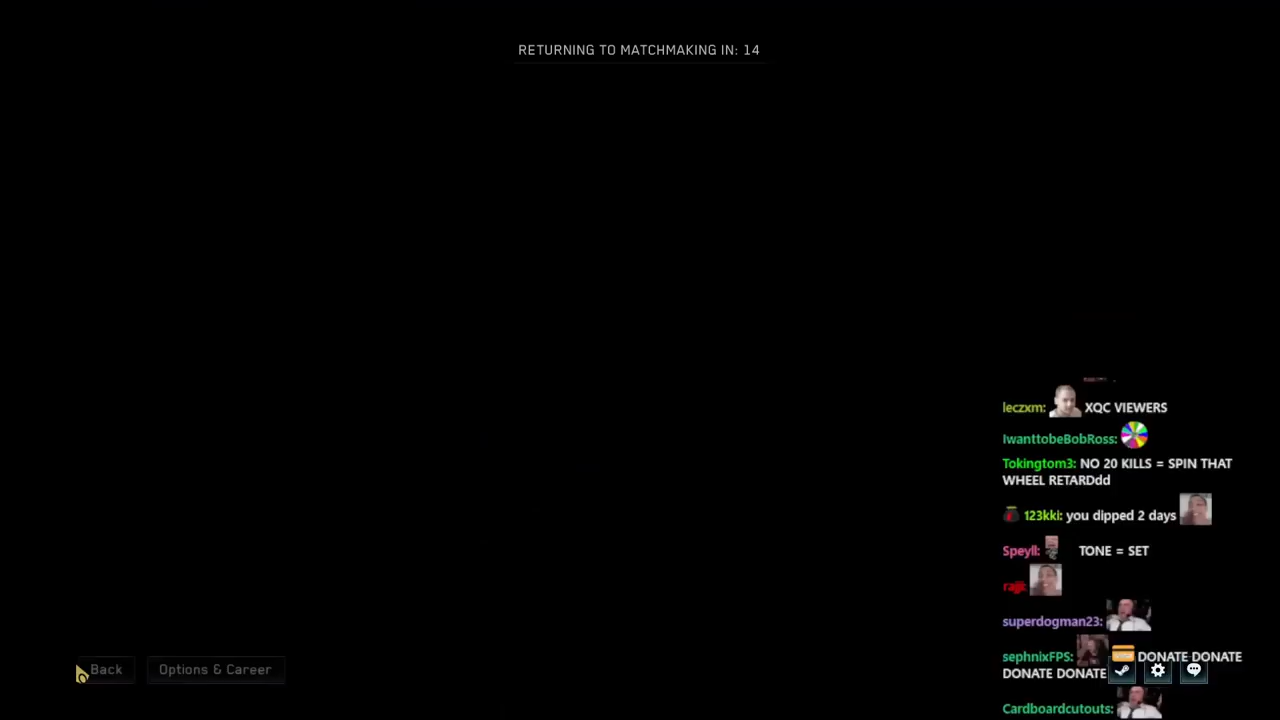 RETURNING TO MATCHMAKING IN: 14
leczxm: XQC VIEWERS
IwanttobeBobRoss:
Tokingtom3: NO 20 KILLS = SPIN THAT
WHEEL RETARDdd
123kki: you dipped 2 days
Speyll: TONE = SET
superdogman23:
sephnixFPS: DONATE DONATE
DONATE DONATE
Cardboardcutouts:
Back
Options & Career